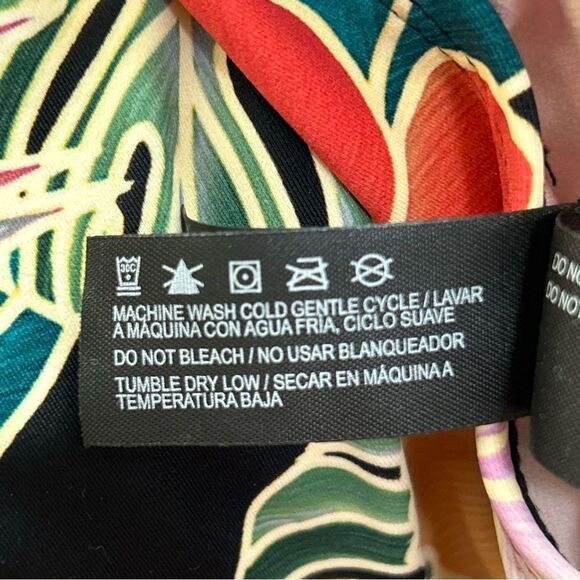 30C
MACHINE WASH COLD GENTLE CYCLE / LAVAR
A MÁQUINA CON AGUA FRÍA, CICLO SUAVE
DO NOT BLEACH / NO USAR BLANQUEADOR
TUMBLE DRY LOW / SECAR EN MÁQUINA A
TEMPERATURA BAJA
DO NO
DO NO